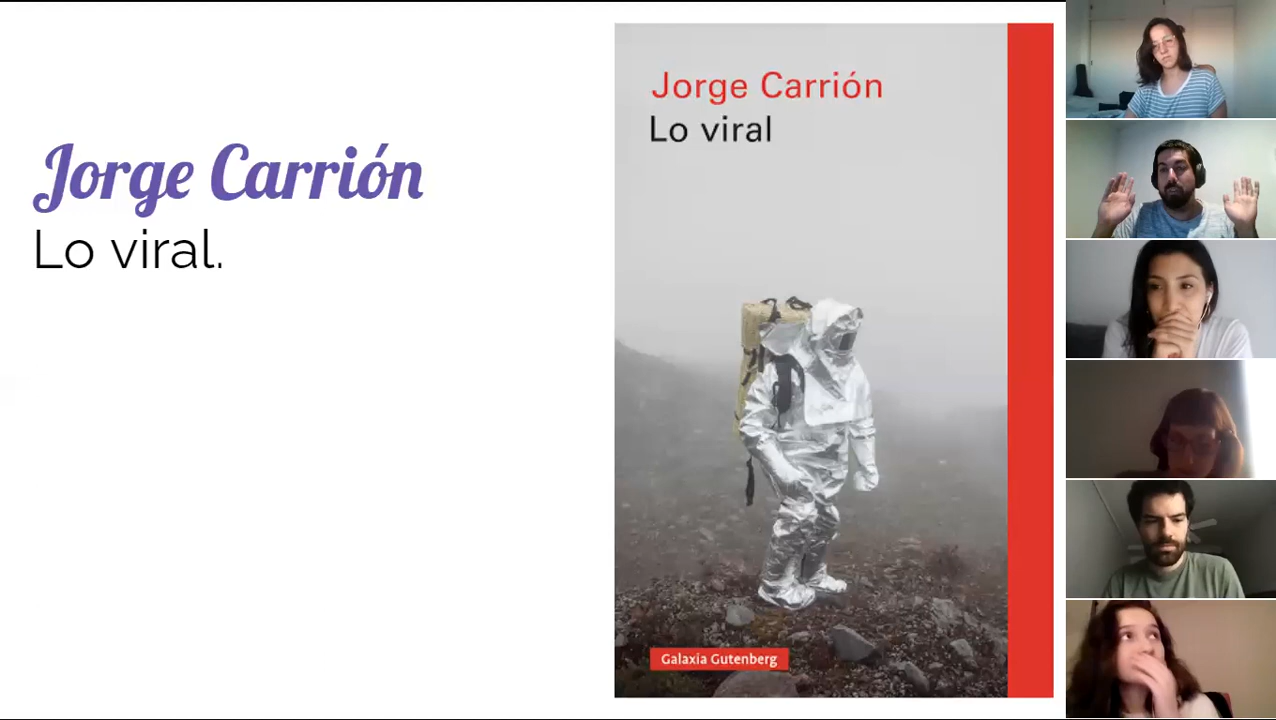 Jorge Carrión
Lo viral.
Jorge Carrión
Lo viral
Galaxia Gutenberg